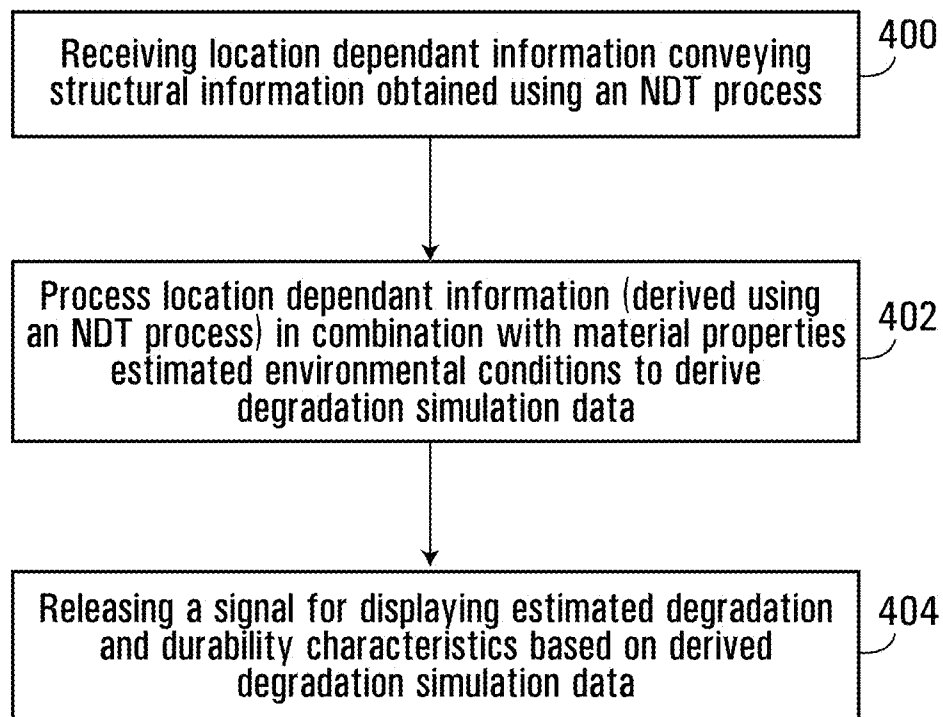 Receiving location dependant information conveying
structural information obtained using an NDT process
400
Process location dependant information (derived using
an NDT process) in combination with material properties
estimated environmental conditions to derive
degradation simulation data
402
Releasing a signal for displaying estimated degradation
and durability characteristics based on derived
degradation simulation data
404